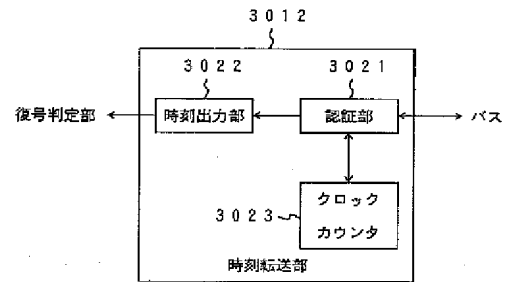 3012
3022
3021
復号判定部
時刻出力部
認証部
バス
3023
クロック
カウンタ
時刻転送部